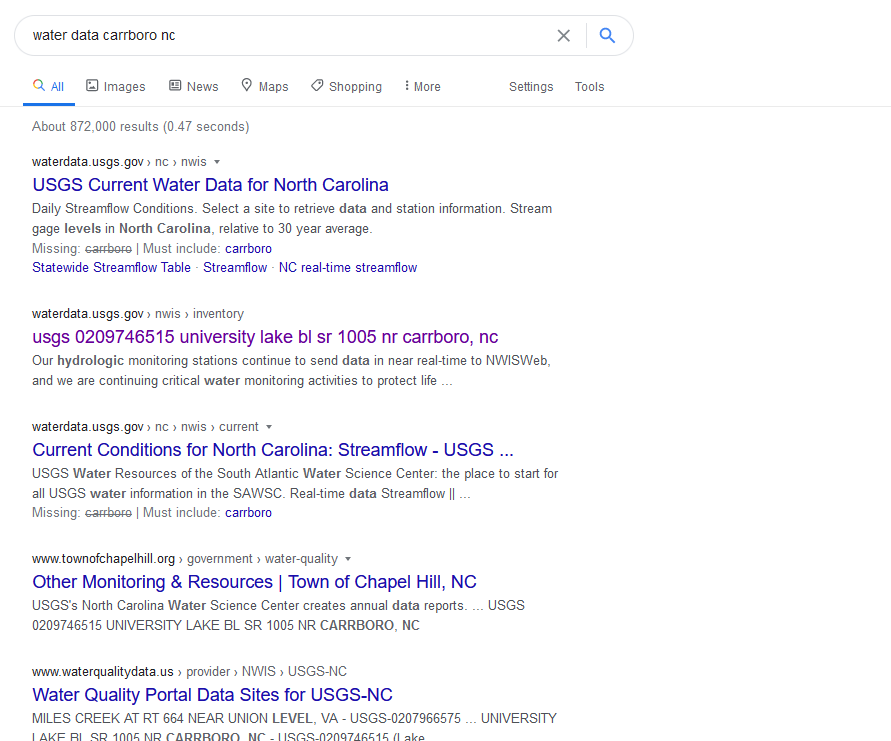 water data carrboro nc
All Images News Maps Shopping More Settings Tools
About 872,000 results (0.47 seconds)
waterdata.usgs.gov › nc › nwis
USGS Current Water Data for North Carolina
Daily Streamflow Conditions. Select a site to retrieve data and station information. Stream
gage levels in North Carolina, relative to 30 year average.
Missing: carrboro | Must include: carrboro
Statewide Streamflow Table · Streamflow · NC real-time streamflow
waterdata.usgs.gov › nwis › inventory
usgs 0209746515 university lake bl sr 1005 nr carrboro, nc
Our hydrologic monitoring stations continue to send data in near real-time to NWISWeb,
and we are continuing critical water monitoring activities to protect life ...
waterdata.usgs.gov › nc › nwis › current
Current Conditions for North Carolina: Streamflow - USGS ...
USGS Water Resources of the South Atlantic Water Science Center: the place to start for
all USGS water information in the SAWSC. Real-time data Streamflow || ...
Missing: carrboro | Must include: carrboro
www.townofchapelhill.org › government › water-quality
Other Monitoring & Resources | Town of Chapel Hill, NC
USGS's North Carolina Water Science Center creates annual data reports. ... USGS
0209746515 UNIVERSITY LAKE BL SR 1005 NR CARRBORO, NC
www.waterqualitydata.us › provider › NWIS › USGS-NC
Water Quality Portal Data Sites for USGS-NC
MILES CREEK AT RT 664 NEAR UNION LEVEL, VA - USGS-0207966575 ... UNIVERSITY
LAKE BL SR 1005 NR CARRBORO, NC - USGS-0209746515 (Lake